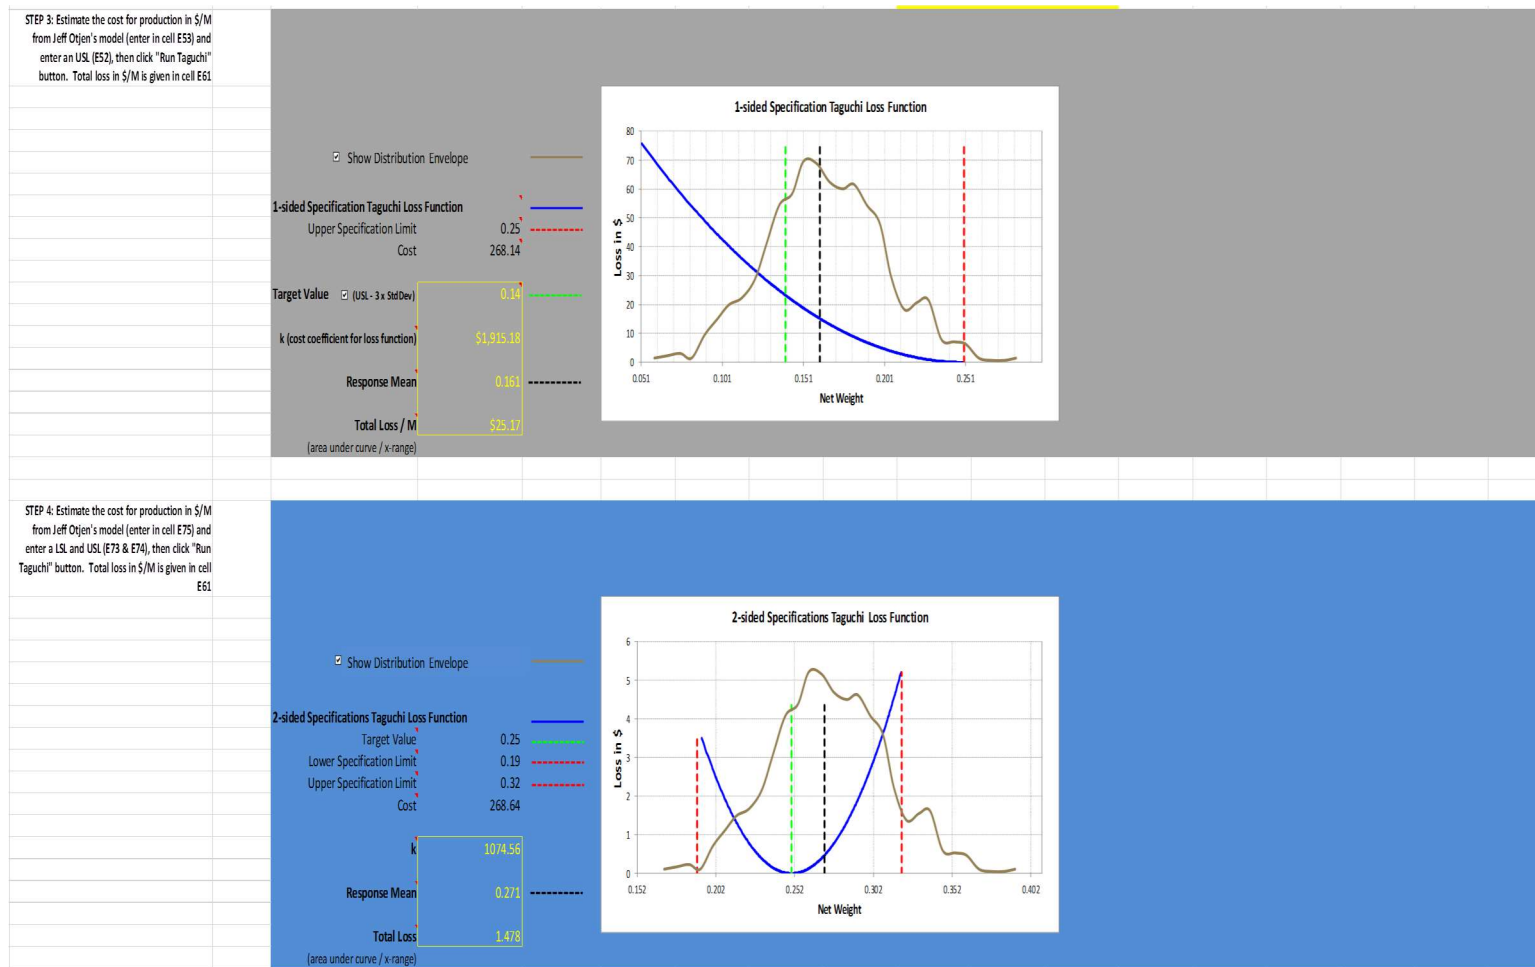 STEP 3: Estimate the cost for production in $/M
from Jeff Otjen's model (enter in cell E53) and
enter an USL (E52), then click "Run Taguchi"
button.  Total loss in $/M is given in cell E61
Show Distribution Envelope
1-sided Specification Taguchi Loss Function
Upper Specification Limit 0.25
Cost 268.14
Target Value (USL - 3 x StdDev) 0.14
k (cost coefficient for loss function) $1,915.18
Response Mean 0.161
Total Loss / M $25.17
(area under curve / x-range)
1-sided Specification Taguchi Loss Function
80
70
60
50
40
30
20
10
0
Loss in $
0.051 0.101 0.151 0.201 0.251
Net Weight
STEP 4: Estimate the cost for production in $/M
from Jeff Otjen's model (enter in cell E75) and
enter a LSL and USL (E73 & E74), then click "Run
Taguchi" button.  Total loss in $/M is given in cell
E61
Show Distribution Envelope
2-sided Specifications Taguchi Loss Function
Target Value 0.25
Lower Specification Limit 0.19
Upper Specification Limit 0.32
Cost 268.64
k 1074.56
Response Mean 0.271
Total Loss 1.478
(area under curve / x-range)
2-sided Specifications Taguchi Loss Function
6
5
4
3
2
1
0
Loss in $
0.152 0.202 0.252 0.302 0.352 0.402
Net Weight